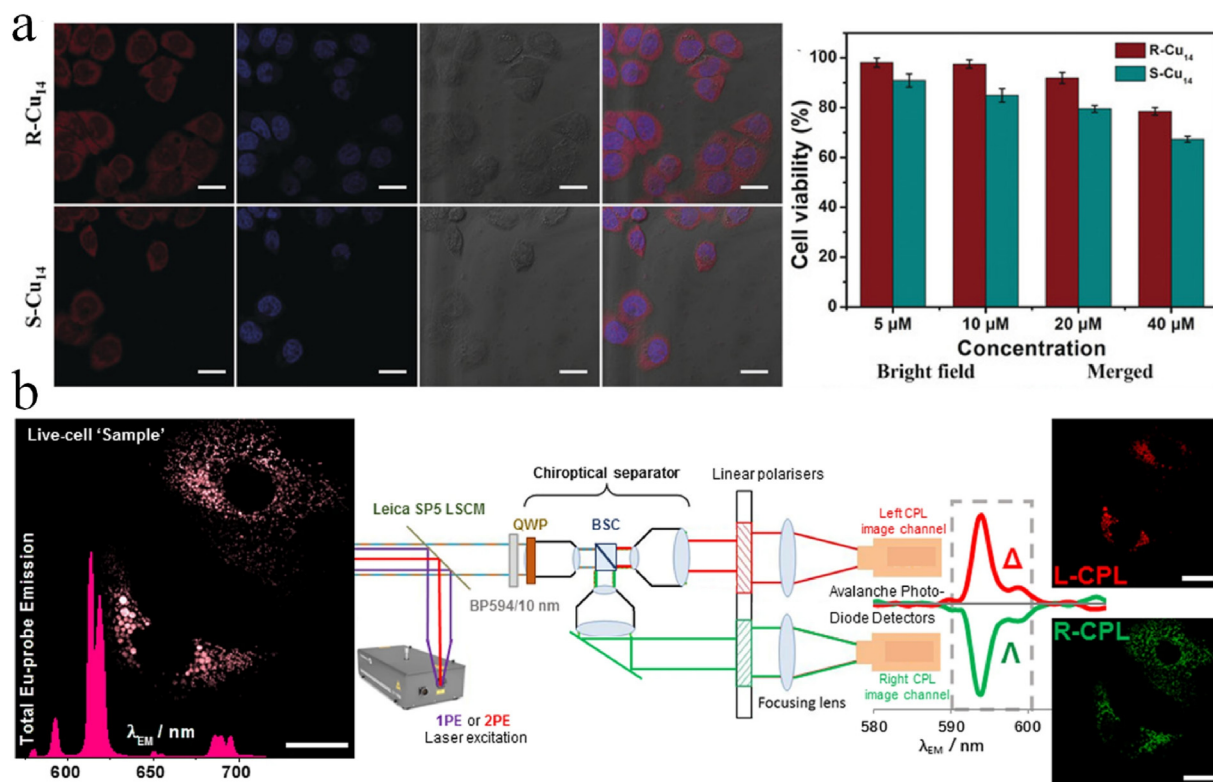 a
R-Cu14
S-Cu14
Cell viability (%)
100
80
60
40
20
0
R-Cu14
S-Cu14
5 μM
10 μM
20 μM
40 μM
Concentration
Bright field
Merged
b
Live-cell 'Sample'
Total Eu-probe Emission
λEM / nm
600
650
700
Leica SP5 LSCM
QWP
BP594/10 nm
1PE or 2PE
Laser excitation
Chiroptical separator
BSC
Linear polarisers
Focusing lens
Left CPL
image channel
Avalanche Photo-
Diode Detectors
Right CPL
image channel
Δ
Λ
580
590
600
λEM / nm
L-CPL
R-CPL